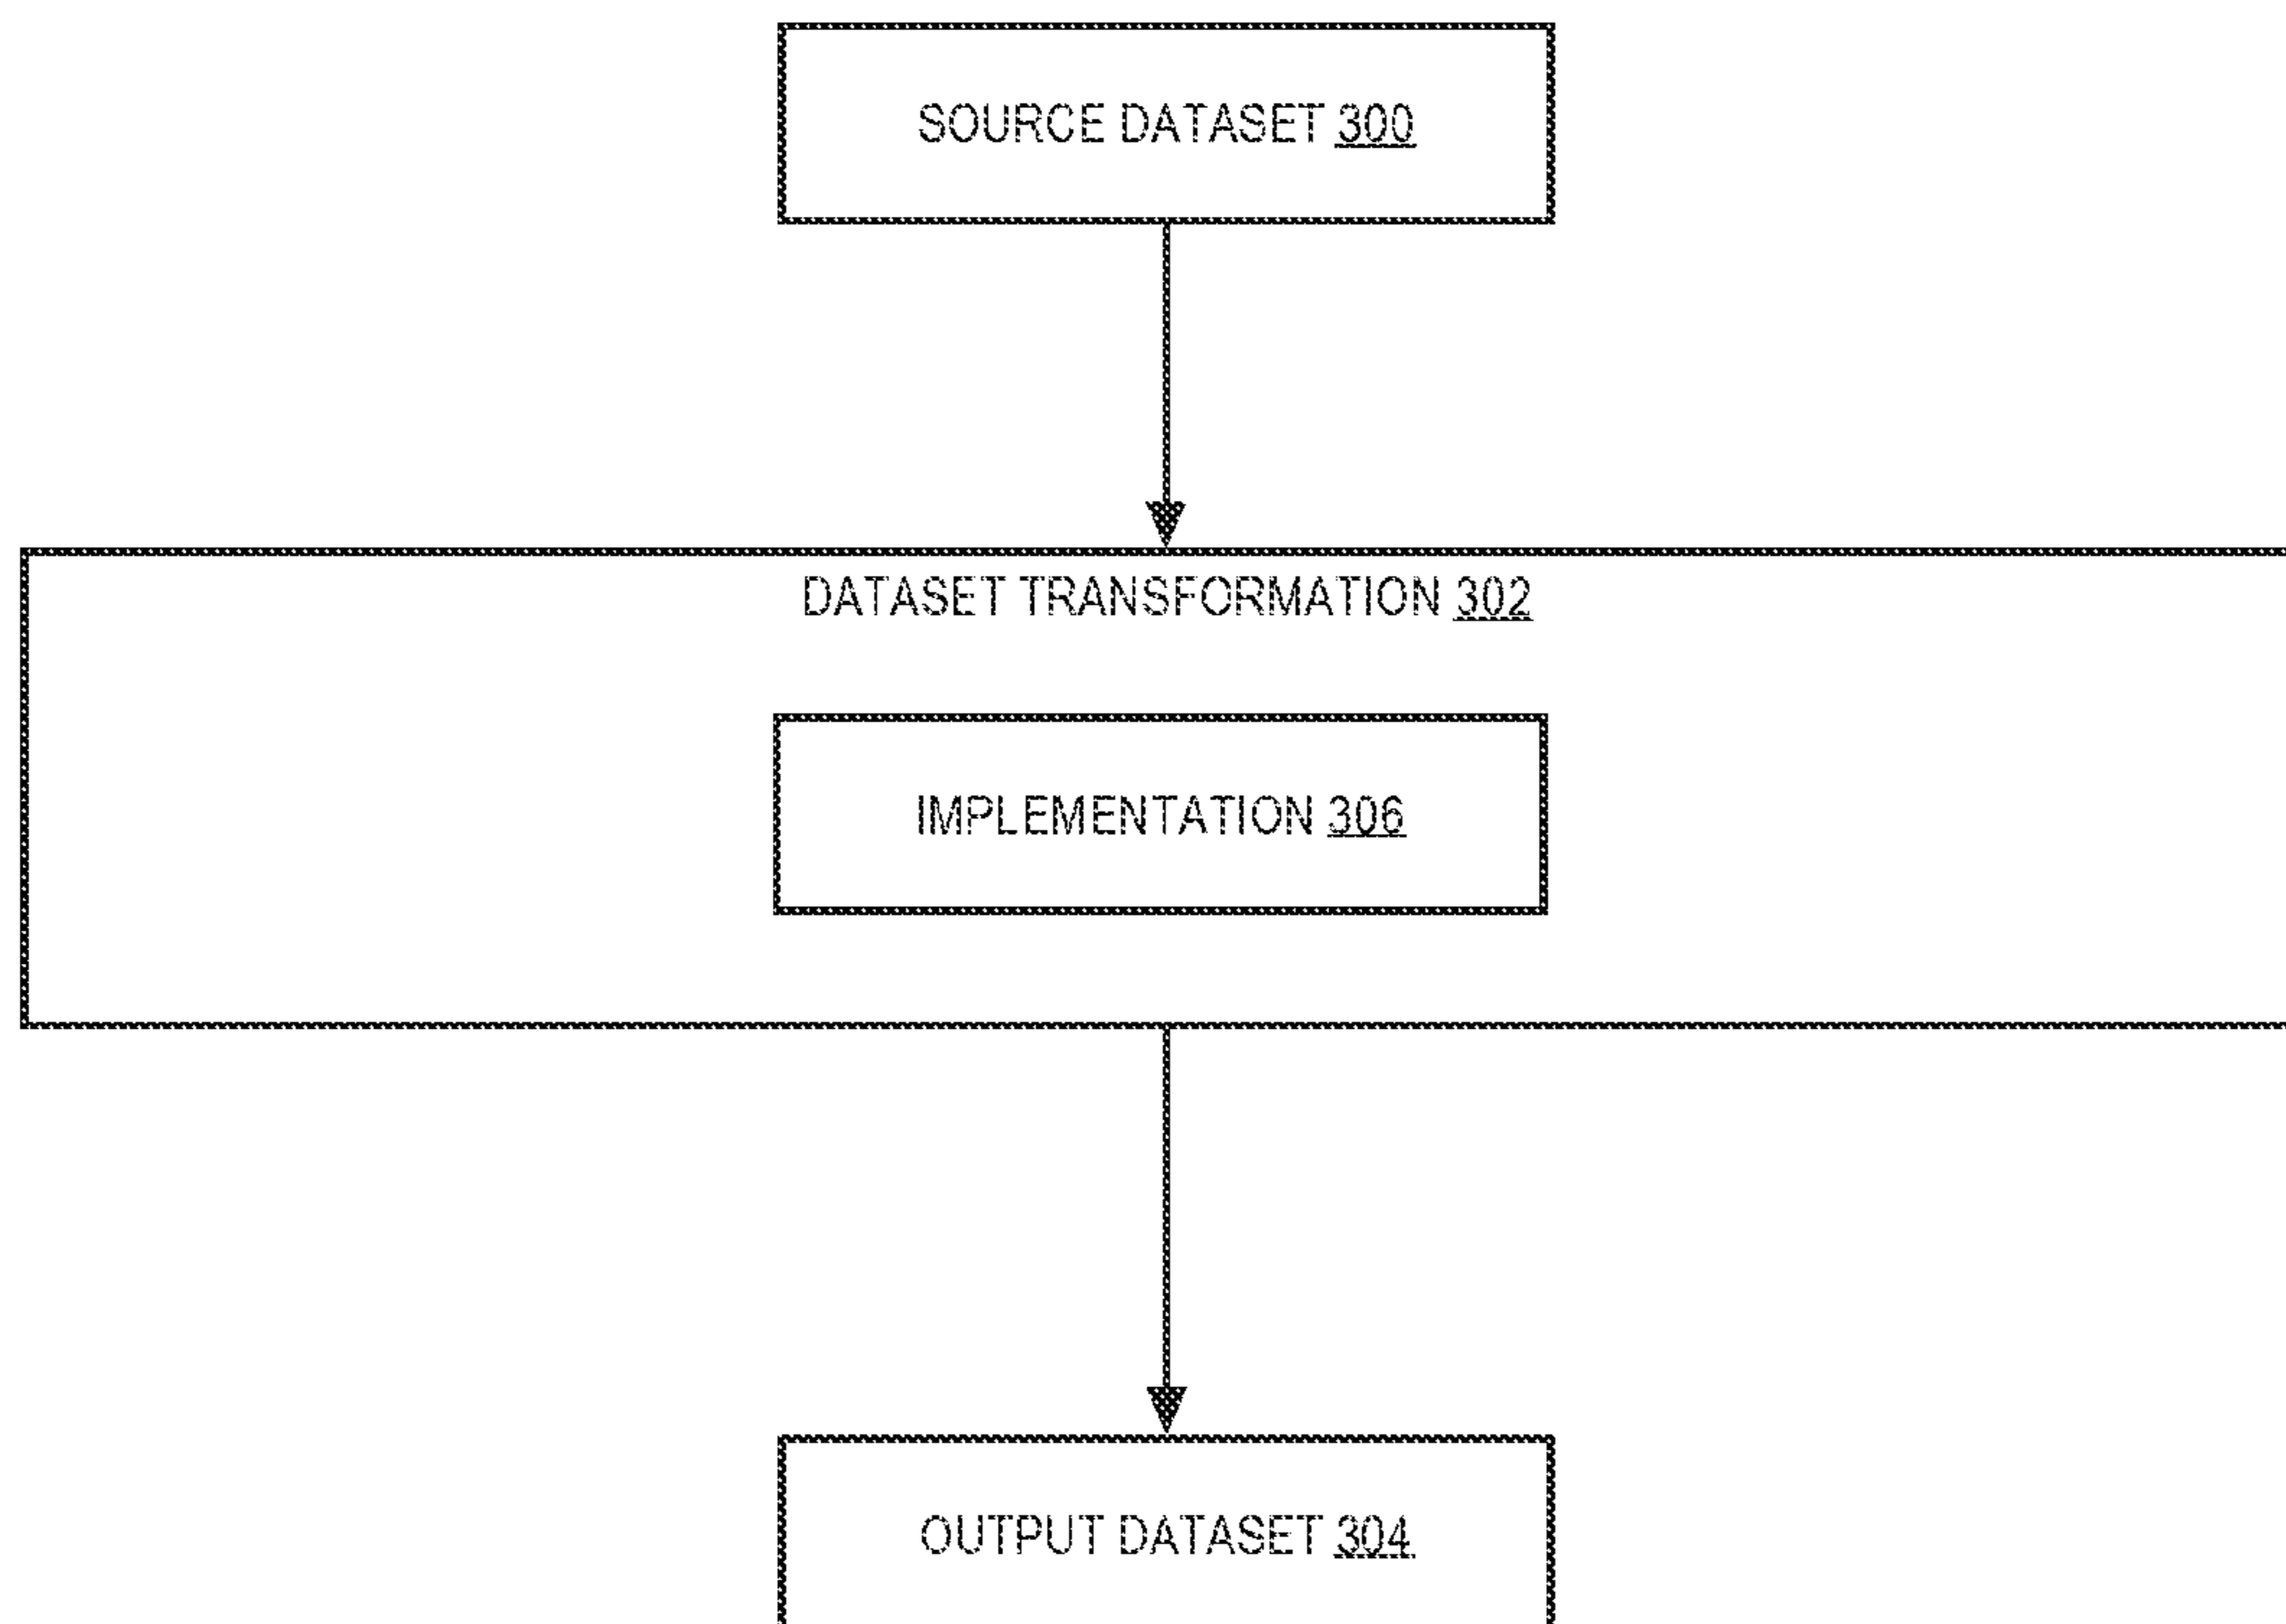 SOURCE DATASET 300
DATASET TRANSFORMATION 302
IMPLEMENTATION 306
OUTPUT DATASET 304